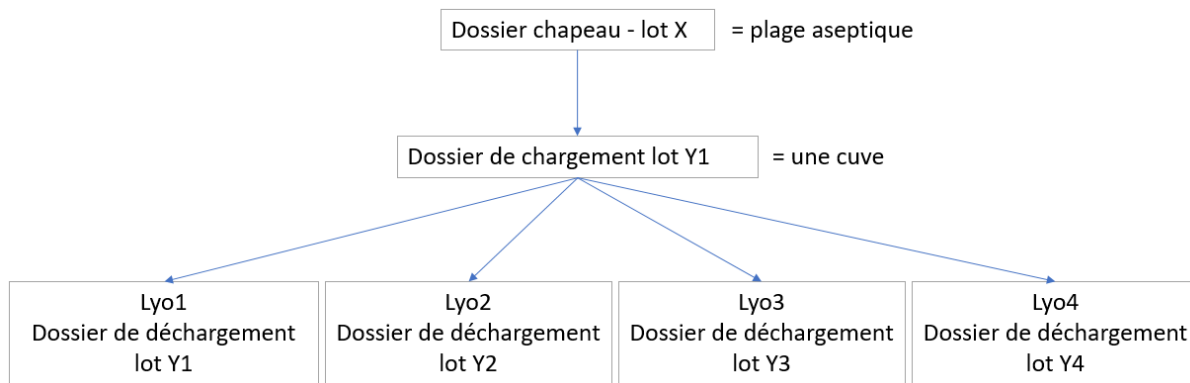 Dossier chapeau - lot X = plage aseptique
Dossier de chargement lot Y1 = une cuve
Lyo1
Dossier de déchargement
lot Y1
Lyo2
Dossier de déchargement
lot Y2
Lyo3
Dossier de déchargement
lot Y3
Lyo4
Dossier de déchargement
lot Y4